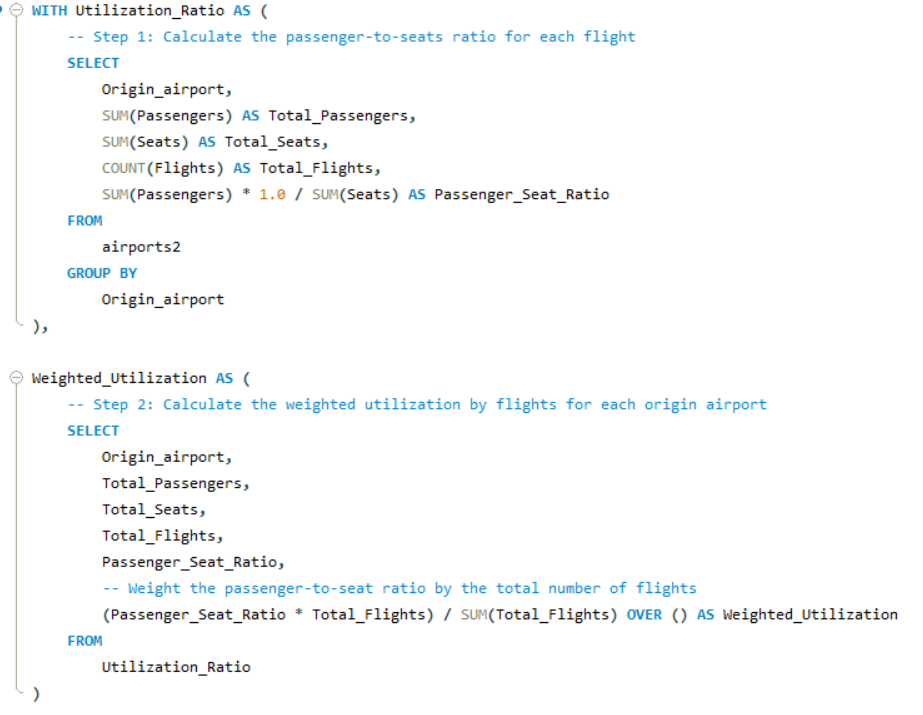 WITH Utilization_Ratio AS (
-- Step 1: Calculate the passenger-to-seats ratio for each flight
SELECT
Origin_airport,
SUM(Passengers) AS Total_Passengers,
SUM(Seats) AS Total_Seats,
COUNT(Flights) AS Total_Flights,
SUM(Passengers) * 1.0 / SUM(Seats) AS Passenger_Seat_Ratio
FROM
airports2
GROUP BY
Origin_airport
),
Weighted_Utilization AS (
-- Step 2: Calculate the weighted utilization by flights for each origin airport
SELECT
Origin_airport,
Total_Passengers,
Total_Seats,
Total_Flights,
Passenger_Seat_Ratio,
-- Weight the passenger-to-seat ratio by the total number of flights
(Passenger_Seat_Ratio * Total_Flights) / SUM(Total_Flights) OVER () AS Weighted_Utilization
FROM
Utilization_Ratio
)